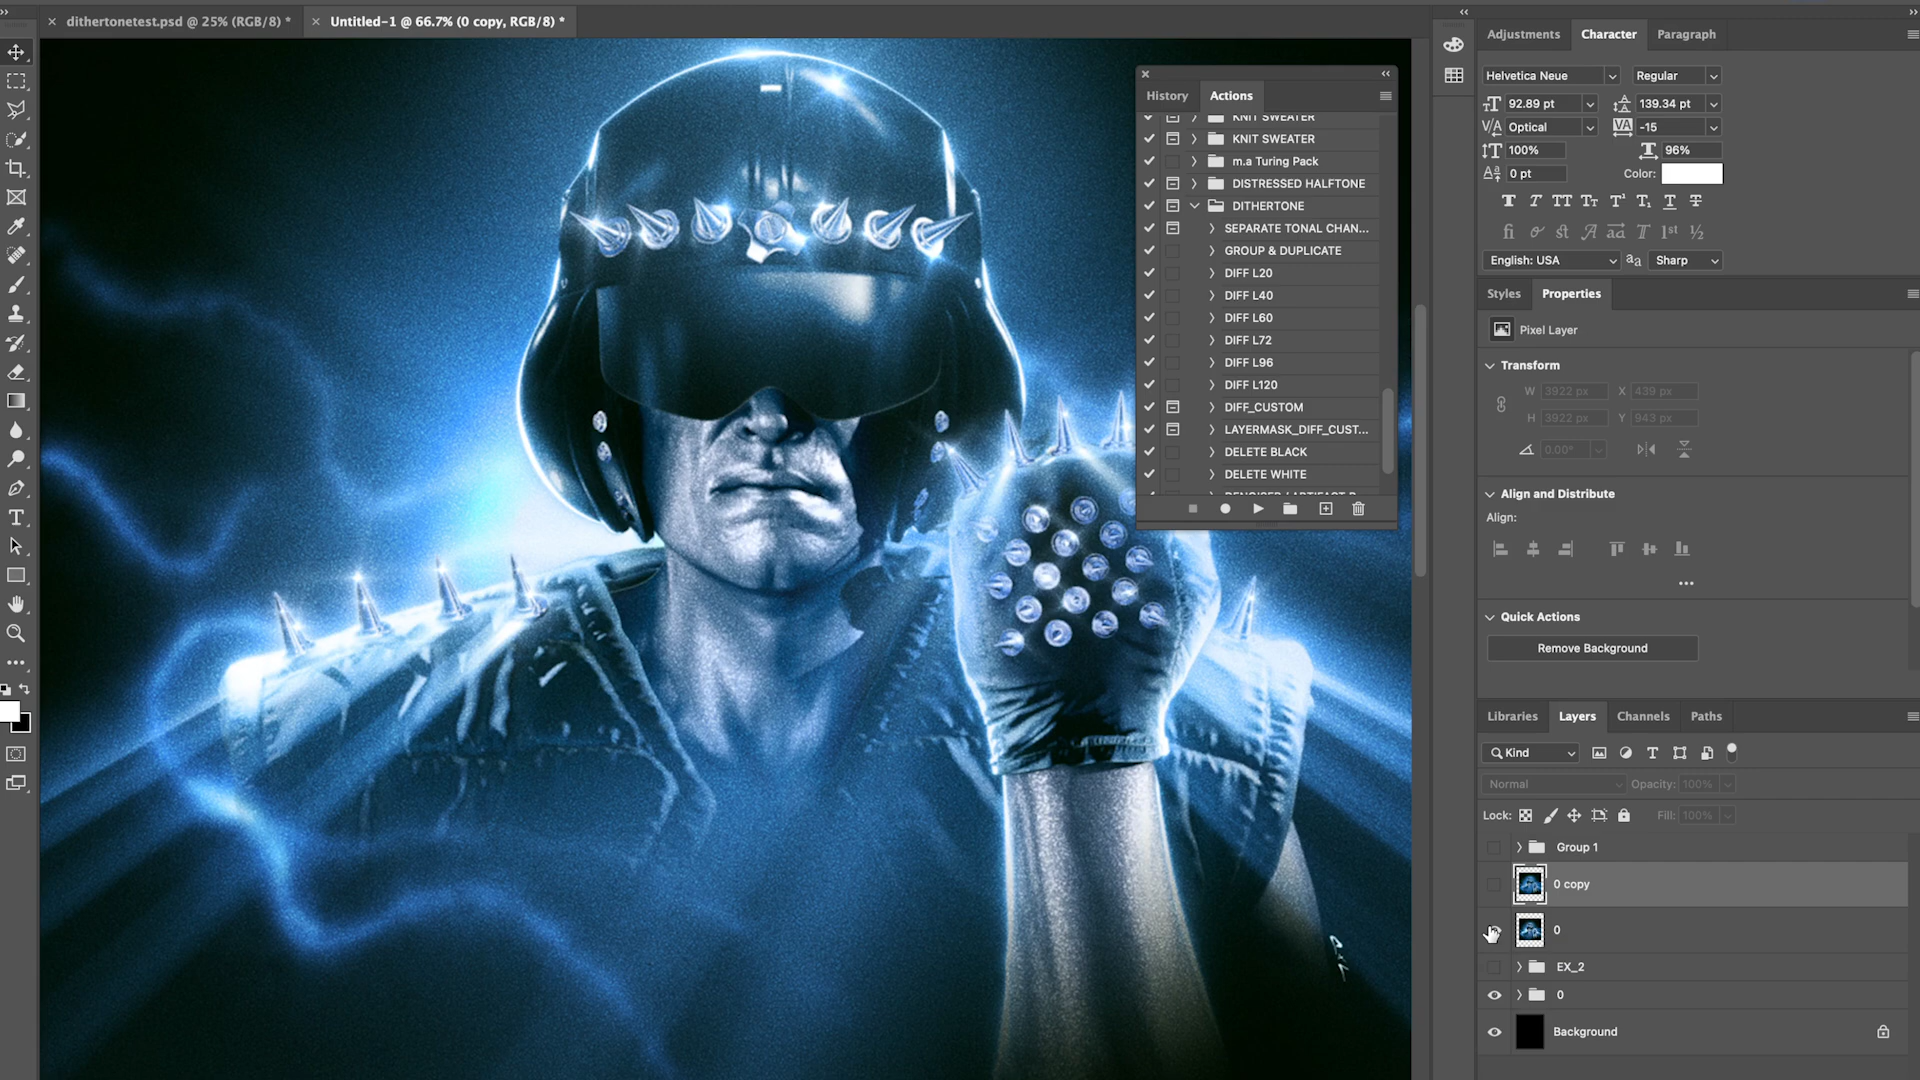 dithertonetest.psd @ 25% (RGB/8) *
Untitled-1 @ 66.7% (0 copy, RGB/8) *
History
Actions
KNIT SWEATER
KNIT SWEATER
m.a Turing Pack
DISTRESSED HALFTONE
DITHERTONE
SEPARATE TONAL CHAN...
GROUP & DUPLICATE
DIFF L20
DIFF L40
DIFF L60
DIFF L72
DIFF L96
DIFF L120
DIFF_CUSTOM
LAYERMASK_DIFF_CUST...
DELETE BLACK
DELETE WHITE
Adjustments
Character
Paragraph
Helvetica Neue
Regular
92.89 pt
139.34 pt
Optical
-15
100%
96%
0 pt
Color:
English: USA
Sharp
Styles
Properties
Pixel Layer
Transform
W 3922 px
X 439 px
H 3922 px
Y 943 px
0.00°
Align and Distribute
Align:
Quick Actions
Remove Background
Libraries
Layers
Channels
Paths
Kind
Normal
Opacity: 100%
Lock:
Fill: 100%
Group 1
0 copy
0
EX_2
0
Background